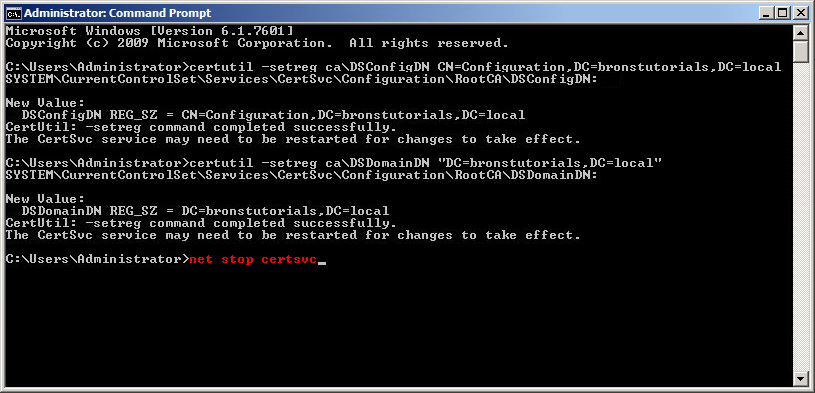 Administrator: Command Prompt
Microsoft Windows [Version 6.1.7601]
Copyright (c) 2009 Microsoft Corporation.  All rights reserved.
C:\Users\Administrator>certutil -setreg ca\DSConfigDN CN=Configuration,DC=bronstutorials,DC=local
SYSTEM\CurrentControlSet\Services\CertSvc\Configuration\RootCA\DSConfigDN:
New Value:
  DSConfigDN REG_SZ = CN=Configuration,DC=bronstutorials,DC=local
CertUtil: -setreg command completed successfully.
The CertSvc service may need to be restarted for changes to take effect.
C:\Users\Administrator>certutil -setreg ca\DSDomainDN "DC=bronstutorials,DC=local"
SYSTEM\CurrentControlSet\Services\CertSvc\Configuration\RootCA\DSDomainDN:
New Value:
  DSDomainDN REG_SZ = DC=bronstutorials,DC=local
CertUtil: -setreg command completed successfully.
The CertSvc service may need to be restarted for changes to take effect.
C:\Users\Administrator>net stop certsvc